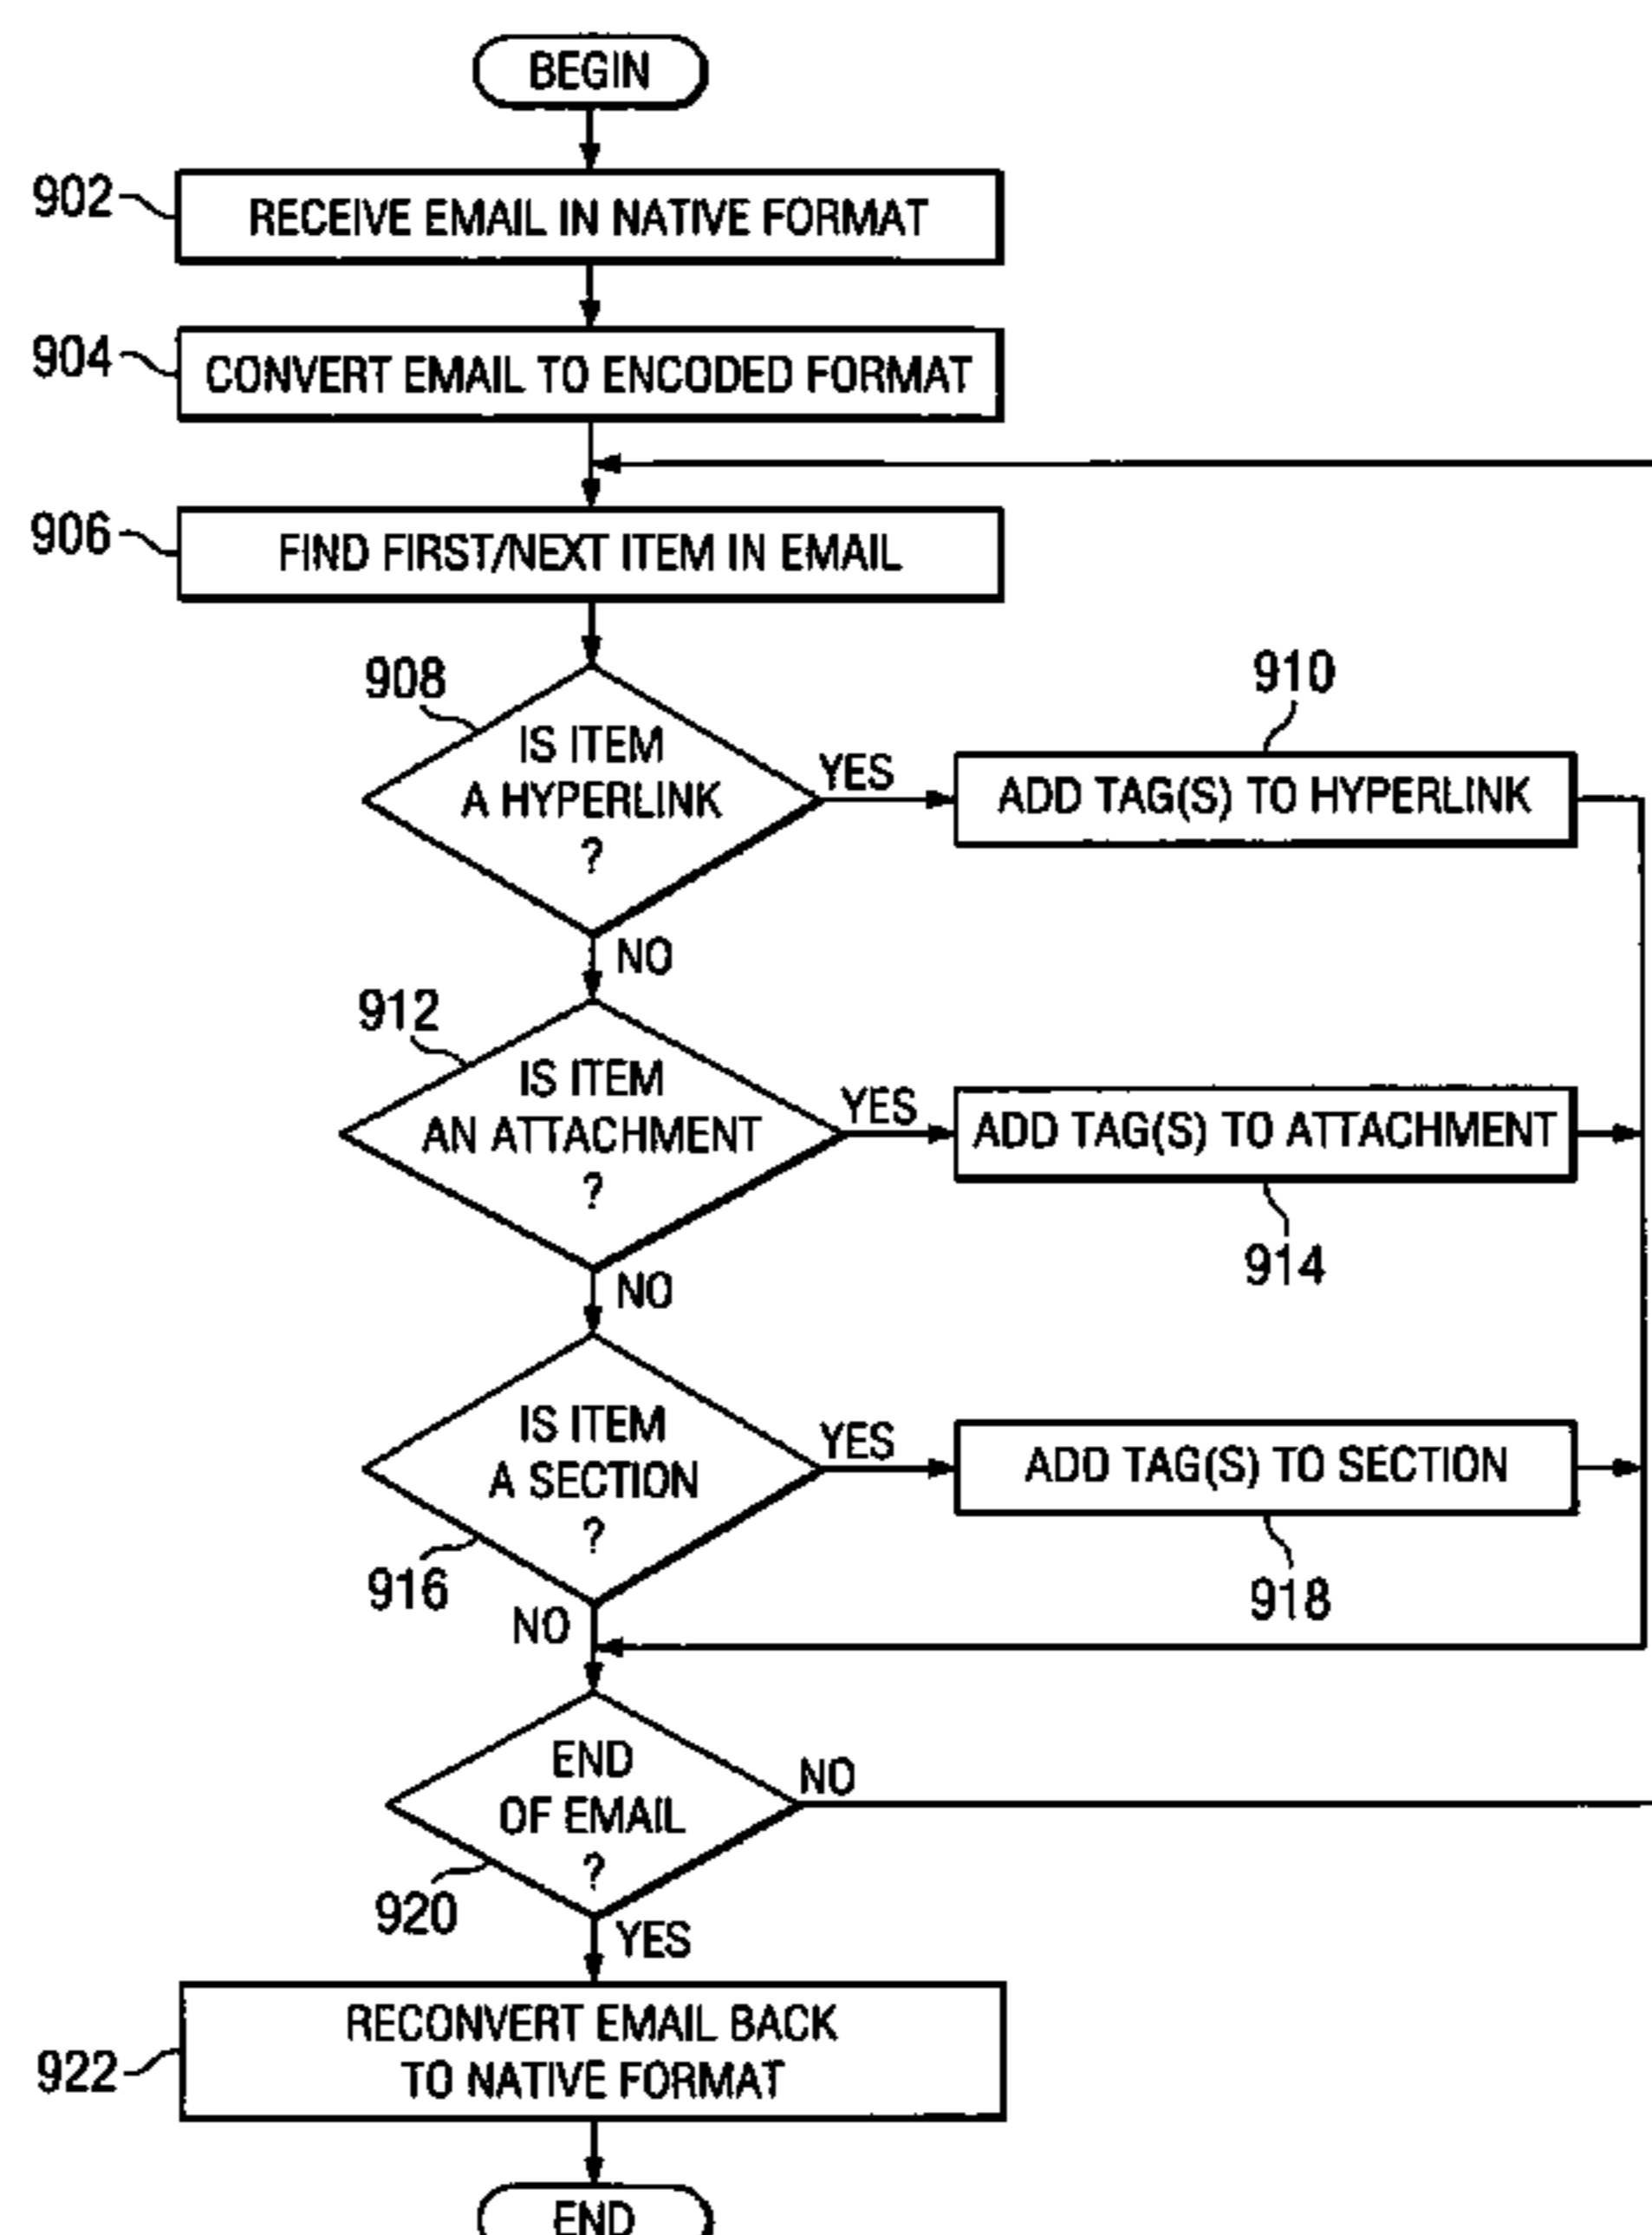 BEGIN
902
RECEIVE EMAIL IN NATIVE FORMAT
904
CONVERT EMAIL TO ENCODED FORMAT
906
FIND FIRST/NEXT ITEM IN EMAIL
908
IS ITEM
A HYPERLINK
?
YES
910
ADD TAG(S) TO HYPERLINK
NO
912
IS ITEM
AN ATTACHMENT
?
YES
ADD TAG(S) TO ATTACHMENT
914
NO
IS ITEM
A SECTION
?
916
YES
ADD TAG(S) TO SECTION
918
NO
END
OF EMAIL
?
920
NO
YES
922
RECONVERT EMAIL BACK
TO NATIVE FORMAT
END